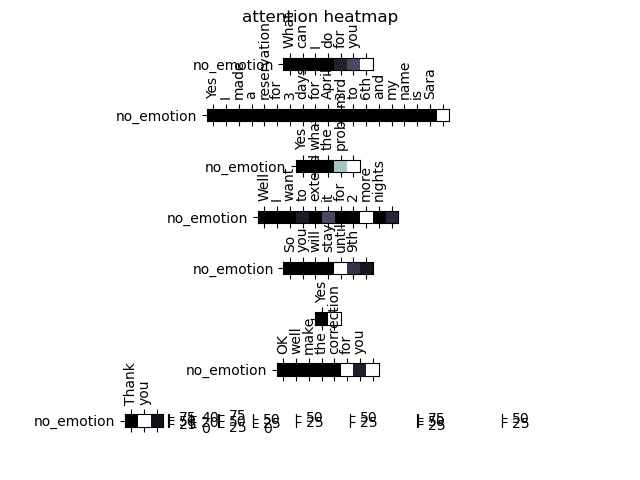 attention heatmap
What can I do for you
no_emotion
Yes I made a reservation for 3 days for April 3rd to 6th and my name is Sara
no_emotion
Yes what the problem
no_emotion
Well I want to extend it for 2 more nights
no_emotion
So you will stay until 9th
no_emotion
Yes
OK well make the correction for you
no_emotion
Thank you
no_emotion
75 40 75 50 50 50 75 50
50 20 50 25 25 25 50 25
25 0 25 0 25